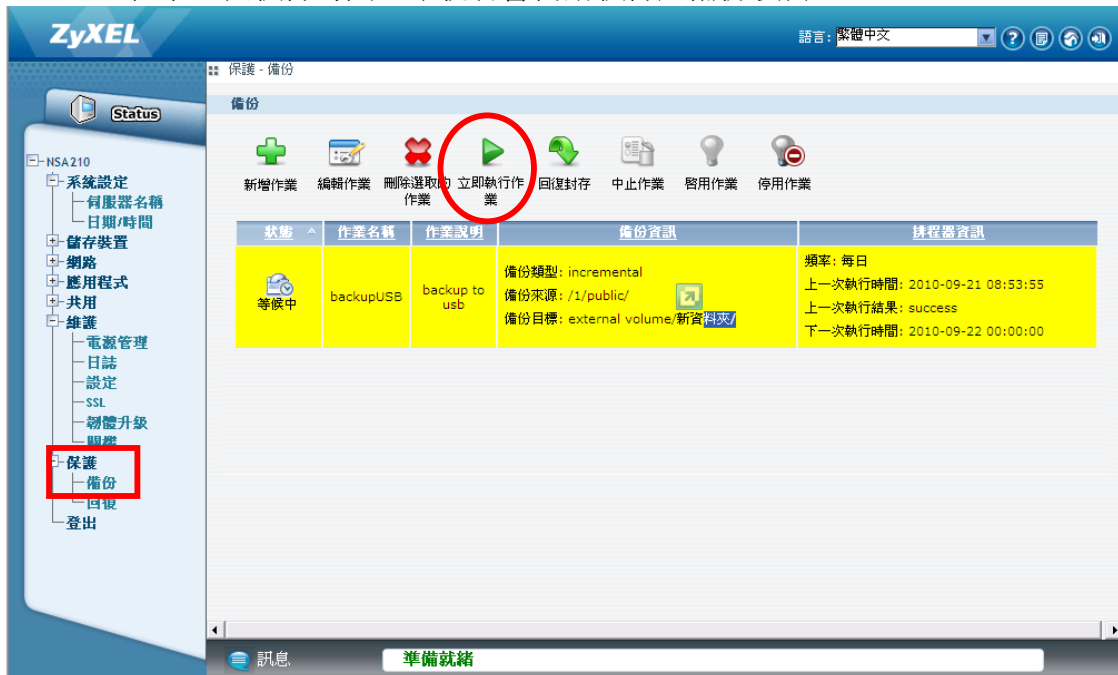 ZyXEL
語言: 繁體中文
保護 - 備份
Status
備份
NSA210
系統設定
伺服器名稱
日期/時間
儲存裝置
網路
應用程式
共用
維護
電源管理
日誌
設定
SSL
韌體升級
關機
保護
備份
回復
登出
新增作業
編輯作業
刪除選取的作業
立即執行作業
回復封存
中止作業
啓用作業
停用作業
狀態
作業名稱
作業說明
備份資訊
排程器資訊
等候中
backupUSB
backup to
usb
備份類型: incremental
備份來源: /1/public/
備份目標: external volume/新資料夾/
頻率: 每日
上一次執行時間: 2010-09-21 08:53:55
上一次執行結果: success
下一次執行時間: 2010-09-22 00:00:00
訊息
準備就緒